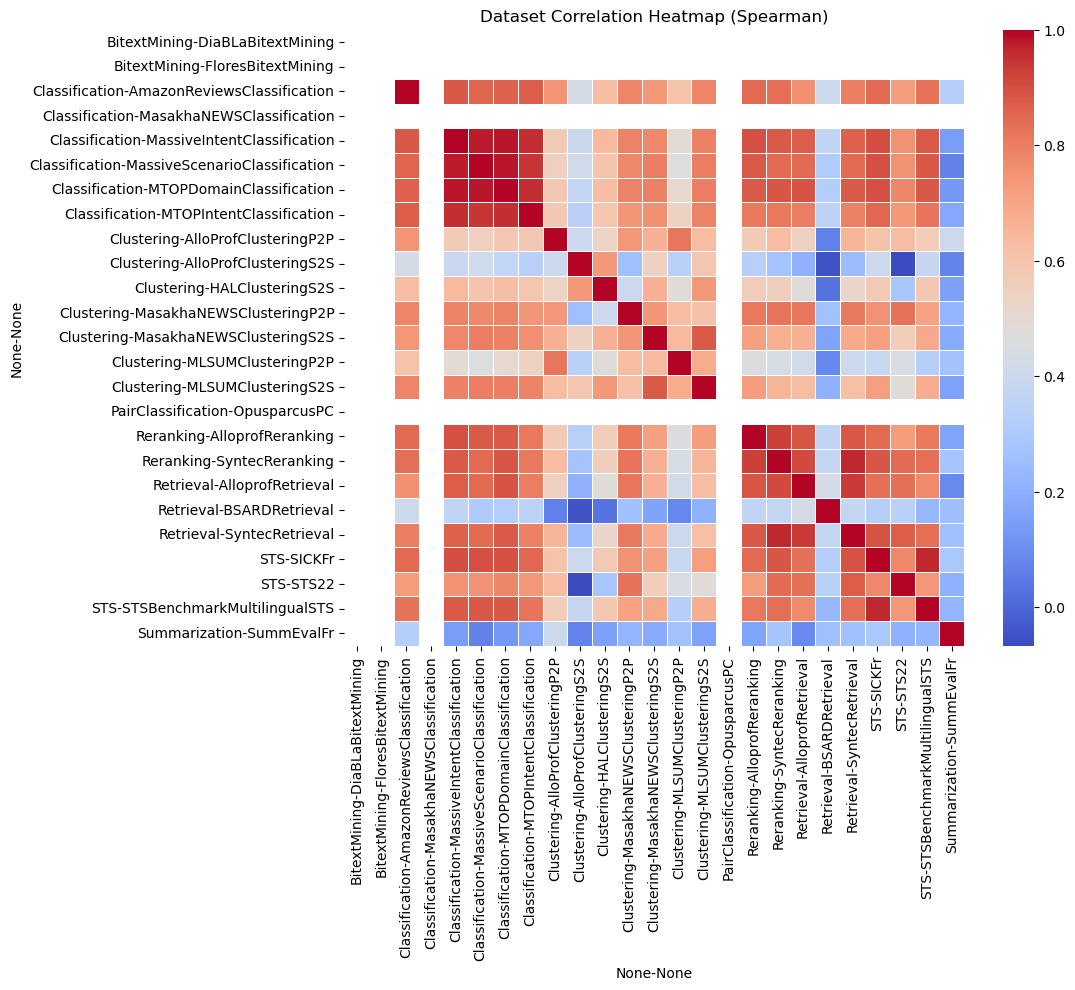 Dataset Correlation Heatmap (Spearman)
BitextMining-DiaBLaBitextMining
BitextMining-FloresBitextMining
Classification-AmazonReviewsClassification
Classification-MasakhaNEWSClassification
Classification-MassiveIntentClassification
Classification-MassiveScenarioClassification
Classification-MTOPDomainClassification
Classification-MTOPIntentClassification
Clustering-AlloProfClusteringP2P
Clustering-AlloProfClusteringS2S
Clustering-HALClusteringS2S
Clustering-MasakhaNEWSClusteringP2P
Clustering-MasakhaNEWSClusteringS2S
Clustering-MLSUMClusteringP2P
Clustering-MLSUMClusteringS2S
PairClassification-OpusparcusPC
Reranking-AlloprofReranking
Reranking-SyntecReranking
Retrieval-AlloprofRetrieval
Retrieval-BSARDRetrieval
Retrieval-SyntecRetrieval
STS-SICKFr
STS-STS22
STS-STSBenchmarkMultilingualSTS
Summarization-SummEvalFr
None-None
BitextMining-DiaBLaBitextMining
BitextMining-FloresBitextMining
Classification-AmazonReviewsClassification
Classification-MasakhaNEWSClassification
Classification-MassiveIntentClassification
Classification-MassiveScenarioClassification
Classification-MTOPDomainClassification
Classification-MTOPIntentClassification
Clustering-AlloProfClusteringP2P
Clustering-AlloProfClusteringS2S
Clustering-HALClusteringS2S
Clustering-MasakhaNEWSClusteringP2P
Clustering-MasakhaNEWSClusteringS2S
Clustering-MLSUMClusteringP2P
Clustering-MLSUMClusteringS2S
PairClassification-OpusparcusPC
Reranking-AlloprofReranking
Reranking-SyntecReranking
Retrieval-AlloprofRetrieval
Retrieval-BSARDRetrieval
Retrieval-SyntecRetrieval
STS-SICKFr
STS-STS22
STS-STSBenchmarkMultilingualSTS
Summarization-SummEvalFr
None-None
1.0
0.8
0.6
0.4
0.2
0.0